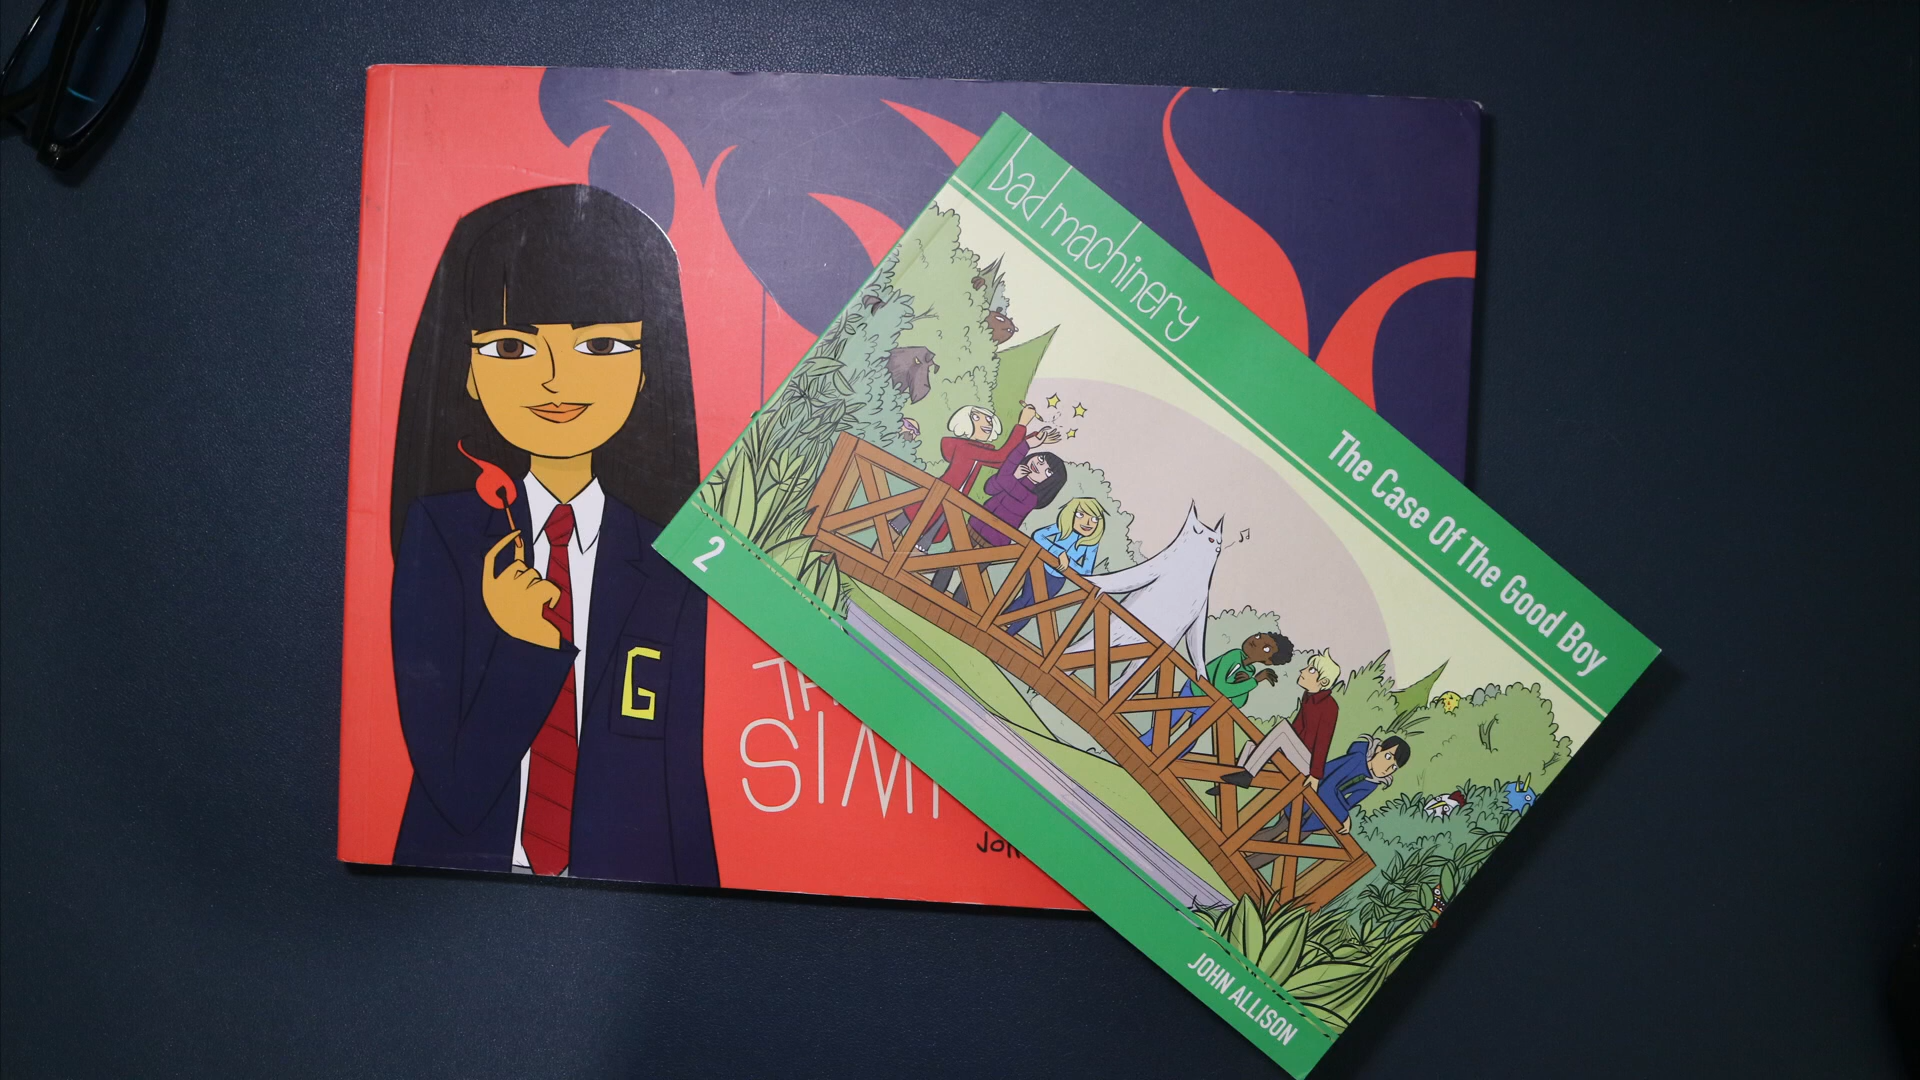 bad machinery
The Case Of The Good Boy
2
JOHN ALLISON
G
SIM